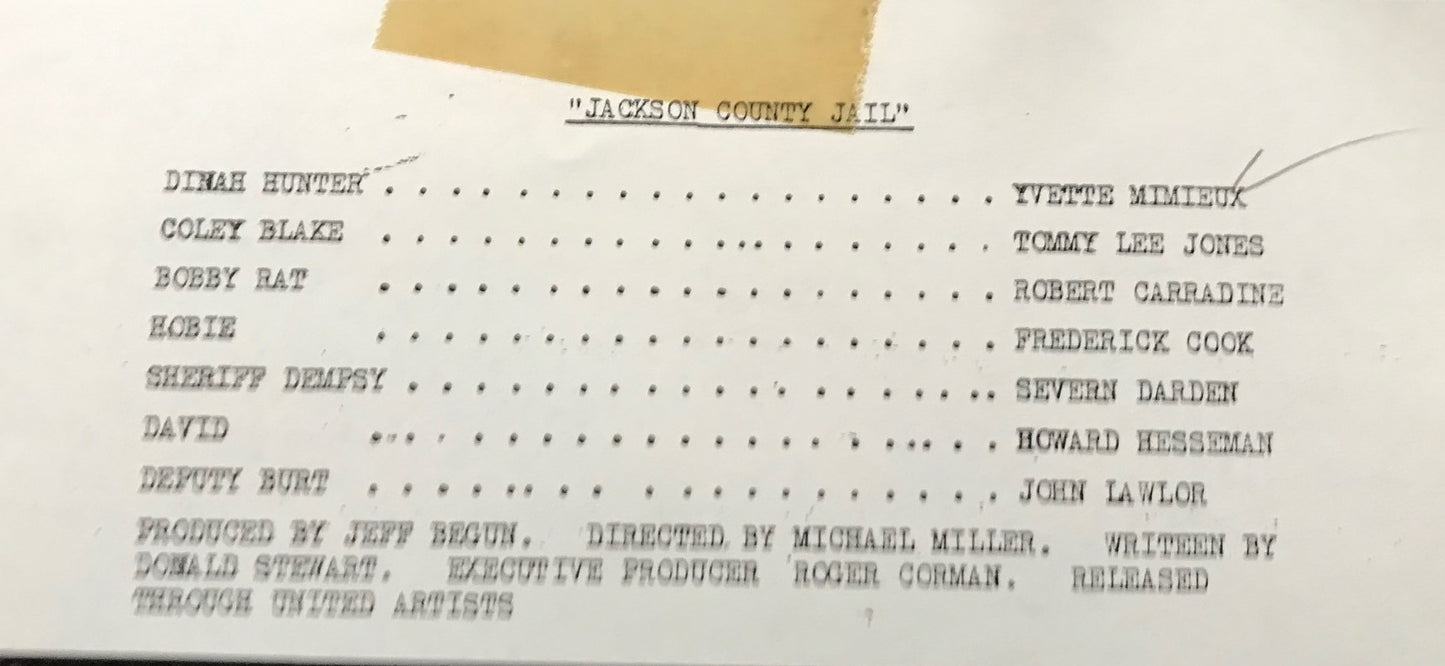 "JACKSON COUNTY JAIL"
DINAH HUNTER . . . . . . . . . . . . . . . . . . . YVETTE MIMIEUX
COLEY BLAKE . . . . . . . . . . . . . . . . . . . . . TOMMY LEE JONES
BOBBY RAT . . . . . . . . . . . . . . . . . . . ROBERT CARRADINE
HOBIE . . . . . . . . . . . . . . . . . . . FREDERICK COOK
SHERIFF DEMPSY . . . . . . . . . . . . . . . . . . . SEVERN DARDEN
DAVID . . . . . . . . . . . . . . . . . . . . . HOWARD HESSEMAN
DEPUTY BURT . . . . . . . . . . . . . . . . . . . JOHN LAWLOR
PRODUCED BY JEFF BEGUN. DIRECTED BY MICHAEL MILLER. WRITEEN BY
DONALD STEWART. EXECUTIVE PRODUCER ROGER CORMAN. RELEASED
THROUGH UNITED ARTISTS